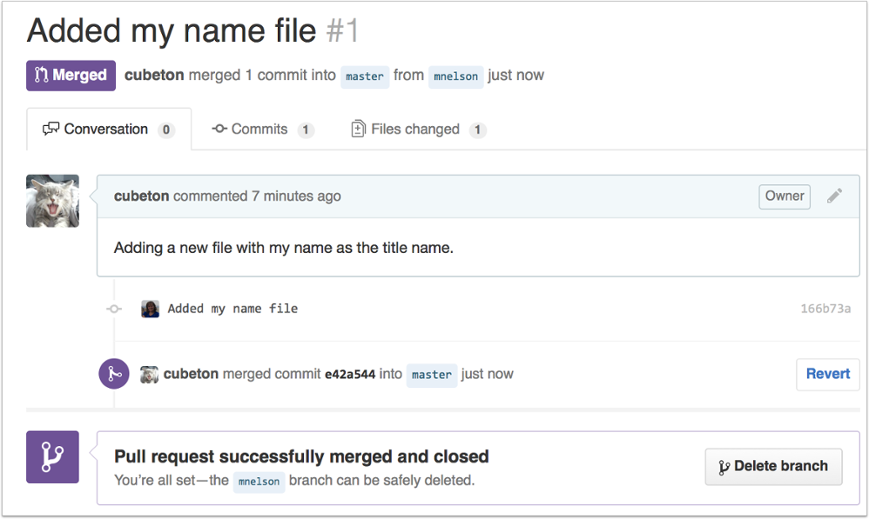 Added my name file #1
Merged cubeton merged 1 commit into master from mnelson just now
Conversation 0 Commits 1 Files changed 1
cubeton commented 7 minutes ago Owner
Adding a new file with my name as the title name.
Added my name file 166b73a
cubeton merged commit e42a544 into master just now Revert
Pull request successfully merged and closed
You're all set—the mnelson branch can be safely deleted.
Delete branch